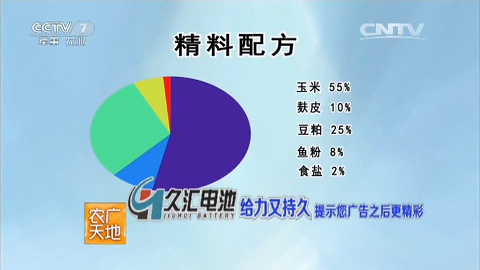 CCTV 7
军事 农业
CNTV
精料配方
玉米 55%
麸皮 10%
豆粕 25%
鱼粉 8%
食盐 2%
农广天地
久汇电池
JIUHUI BATTERY
给力又持久 提示您广告之后更精彩